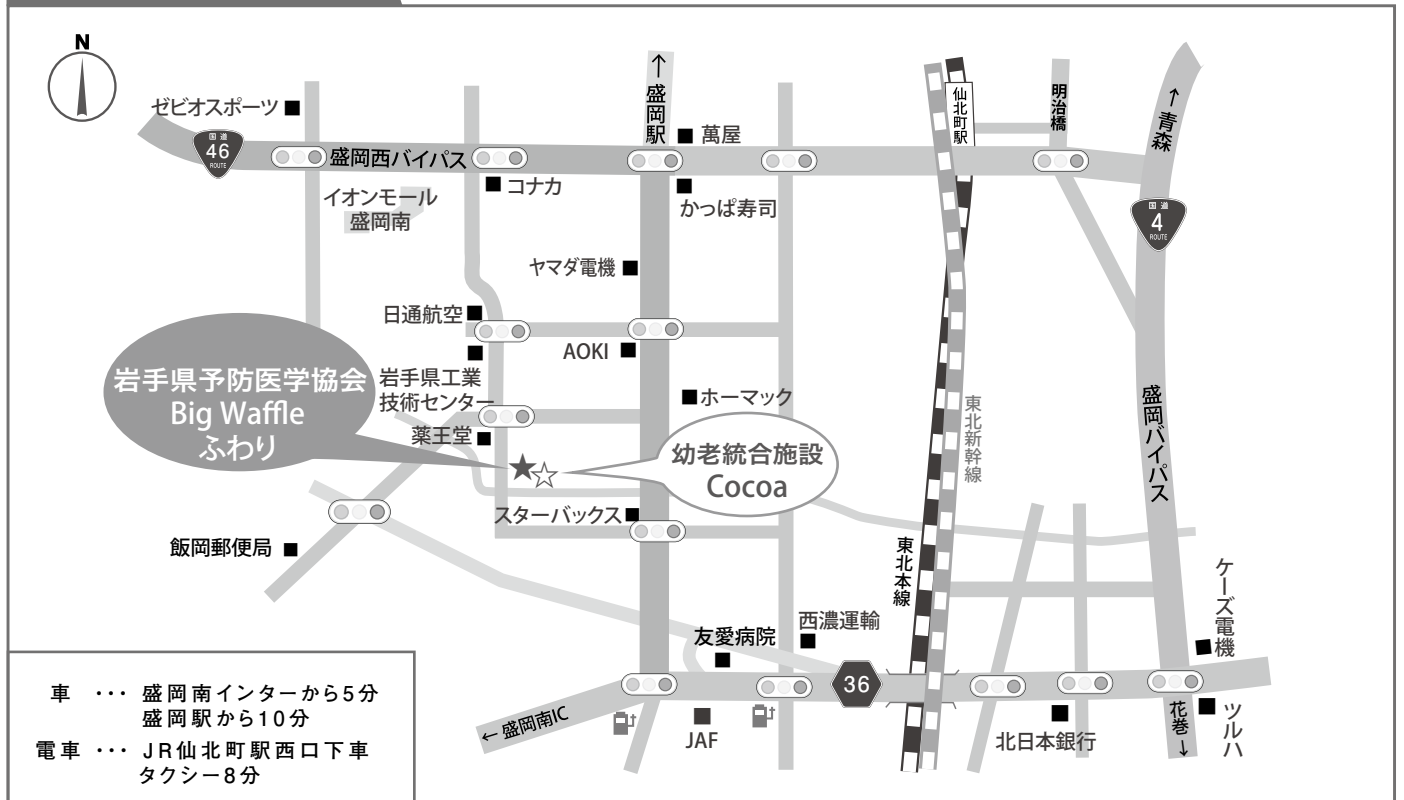 N
ゼビオスポーツ
国道
46
ROUTE
盛岡西バイパス
↑盛岡駅
萬屋
仙北町駅
明治橋
↑青森
イオンモール
盛岡南
コナカ
かっぱ寿司
国道
4
ROUTE
ヤマダ電機
日通航空
AOKI
岩手県予防医学協会
Big Waffle
ふわり
岩手県工業
技術センター
ホーマック
薬王堂
幼老統合施設
Cocoa
東北新幹線
盛岡バイパス
スターバックス
飯岡郵便局
東北本線
ケーズ電機
友愛病院
西濃運輸
36
←盛岡南IC
JAF
北日本銀行
花巻↓
ツルハ
車 ･･･ 盛岡南インターから5分
盛岡駅から10分
電車 ･･･ JR仙北町駅西口下車
タクシー8分